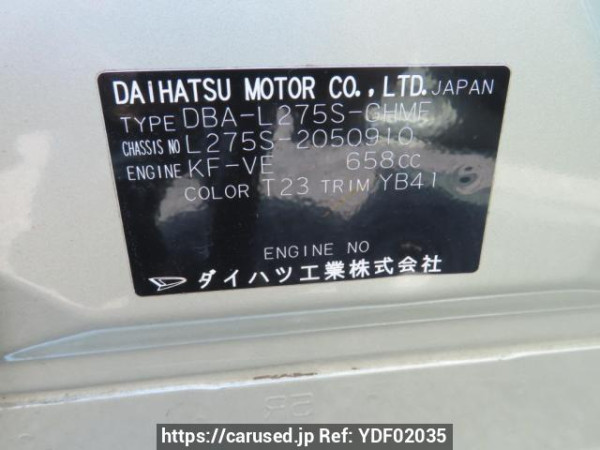 DAIHATSU MOTOR CO.,LTD. JAPAN
TYPE DBA-L275S-GHMF
CHASSIS NO L275S-2050910
ENGINE KF-VE 658CC
COLOR T23 TRIM YB41
ENGINE NO
ダイハツ工業株式会社
https://carused.jp Ref: YDF02035